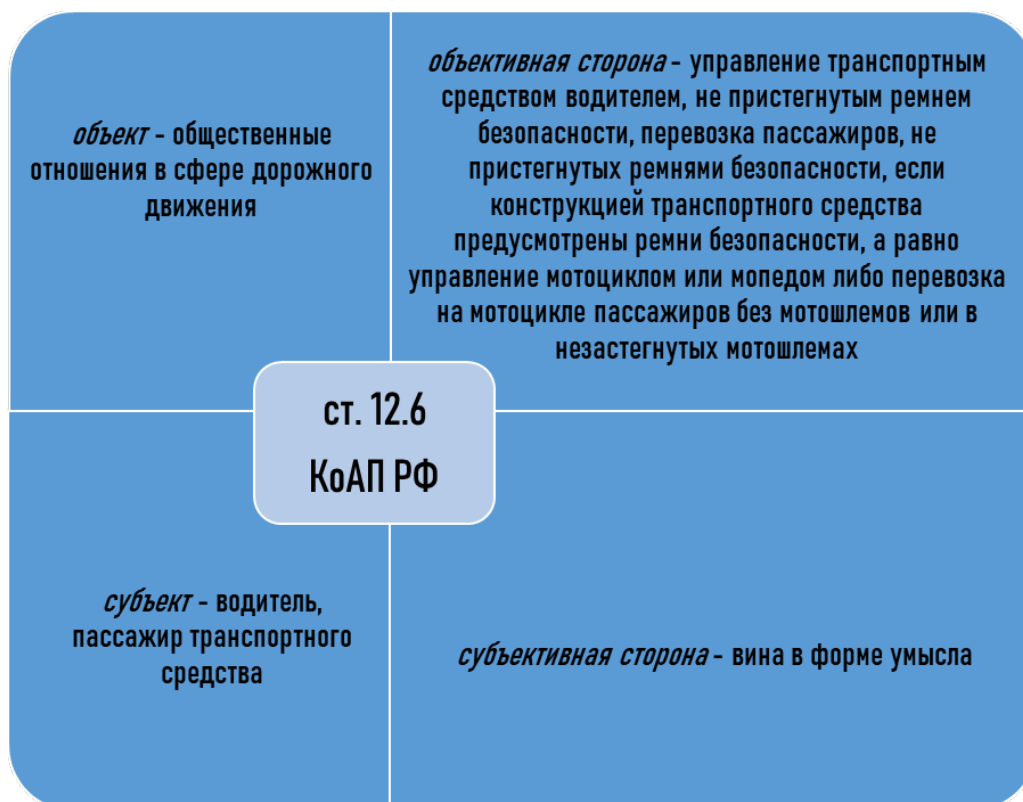 объект - общественные
отношения в сфере дорожного
движения
объективная сторона - управление транспортным
средством водителем, не пристегнутым ремнем
безопасности, перевозка пассажиров, не
пристегнутых ремнями безопасности, если
конструкцией транспортного средства
предусмотрены ремни безопасности, а равно
управление мотоциклом или мопедом либо перевозка
на мотоцикле пассажиров без мотошлемов или в
незастегнутых мотошлемах
ст. 12.6
КоАП РФ
субъект - водитель,
пассажир транспортного
средства
субъективная сторона - вина в форме умысла